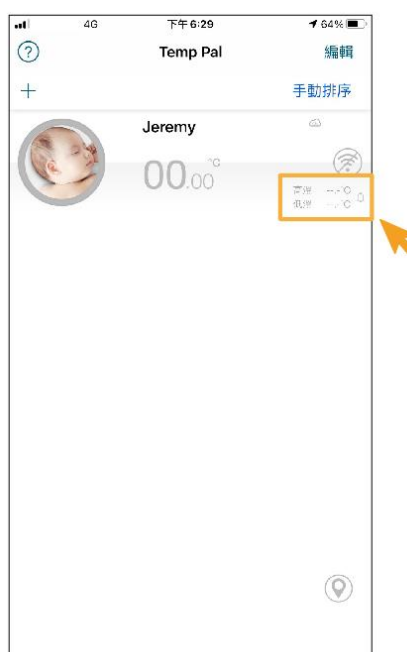 4G 下午6:29 64%
? Temp Pal 編輯
+ 手動排序
Jeremy
00.00 °C
高溫 --.-°C
低溫 --.-°C